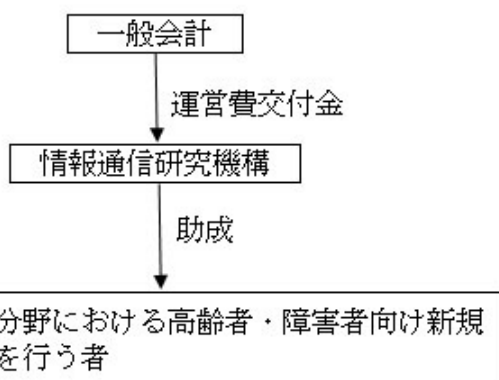 一般会計
運営費交付金
情報通信研究機構
助成
分野における高齢者・障害者向け新規
を行う者